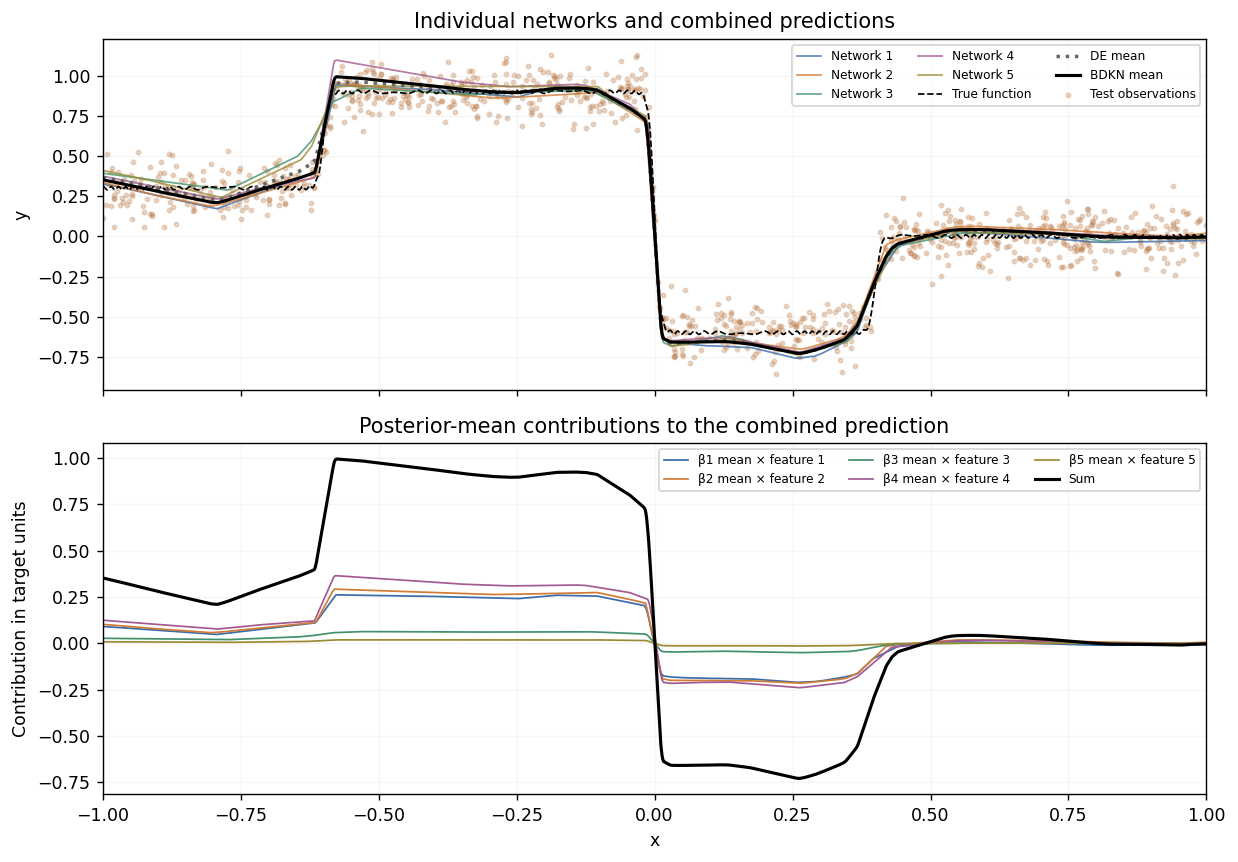 Individual networks and combined predictions
1.00
0.75
0.50
0.25
0.00
−0.25
−0.50
−0.75
y
Network 1
Network 2
Network 3
Network 4
Network 5
True function
DE mean
BDKN mean
Test observations
Posterior-mean contributions to the combined prediction
1.00
0.75
0.50
0.25
0.00
−0.25
−0.50
−0.75
Contribution in target units
β1 mean × feature 1
β2 mean × feature 2
β3 mean × feature 3
β4 mean × feature 4
β5 mean × feature 5
Sum
−1.00 −0.75 −0.50 −0.25 0.00 0.25 0.50 0.75 1.00
x